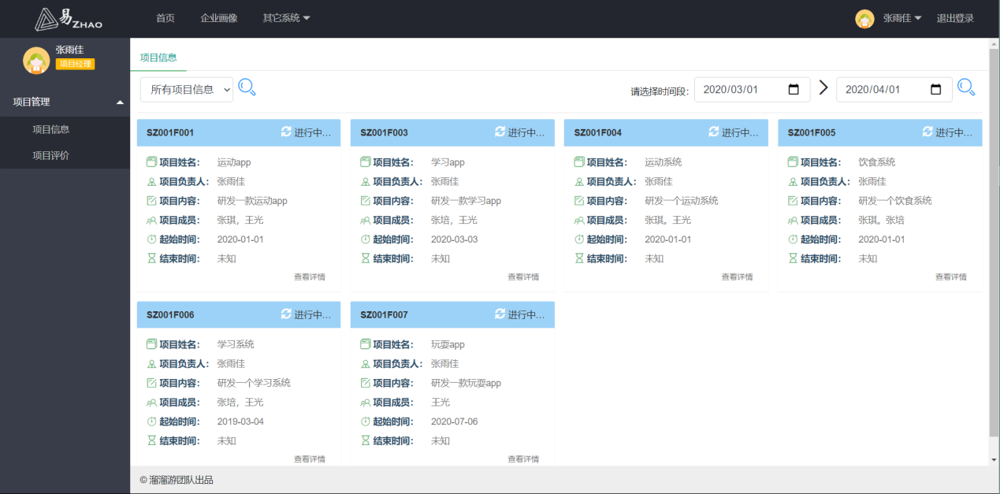 易ZHAO 首页 企业画像 其它系统 张雨佳 退出登录
张雨佳
项目经理
项目管理
项目信息
项目评价
项目信息
所有项目信息 请选择时间段: 2020/03/01 2020/04/01
SZ001F001 进行中...
项目姓名: 运动app
项目负责人: 张雨佳
项目内容: 研发一款运动app
项目成员: 张琪，王光
起始时间: 2020-01-01
结束时间: 未知
查看详情
SZ001F003 进行中...
项目姓名: 学习app
项目负责人: 张雨佳
项目内容: 研发一款学习app
项目成员: 张培，王光
起始时间: 2020-03-03
结束时间: 未知
查看详情
SZ001F004 进行中...
项目姓名: 运动系统
项目负责人: 张雨佳
项目内容: 研发一个运动系统
项目成员: 张琪。王光
起始时间: 2020-01-01
结束时间: 未知
查看详情
SZ001F005 进行中...
项目姓名: 饮食系统
项目负责人: 张雨佳
项目内容: 研发一个饮食系统
项目成员: 张琪。张培
起始时间: 2020-01-01
结束时间: 未知
查看详情
SZ001F006 进行中...
项目姓名: 学习系统
项目负责人: 张雨佳
项目内容: 研发一个学习系统
项目成员: 张培，王光
起始时间: 2019-03-04
结束时间: 未知
查看详情
SZ001F007 进行中...
项目姓名: 玩耍app
项目负责人: 张雨佳
项目内容: 研发一款玩耍app
项目成员: 王光
起始时间: 2020-07-06
结束时间: 未知
查看详情
© 溜溜游团队出品